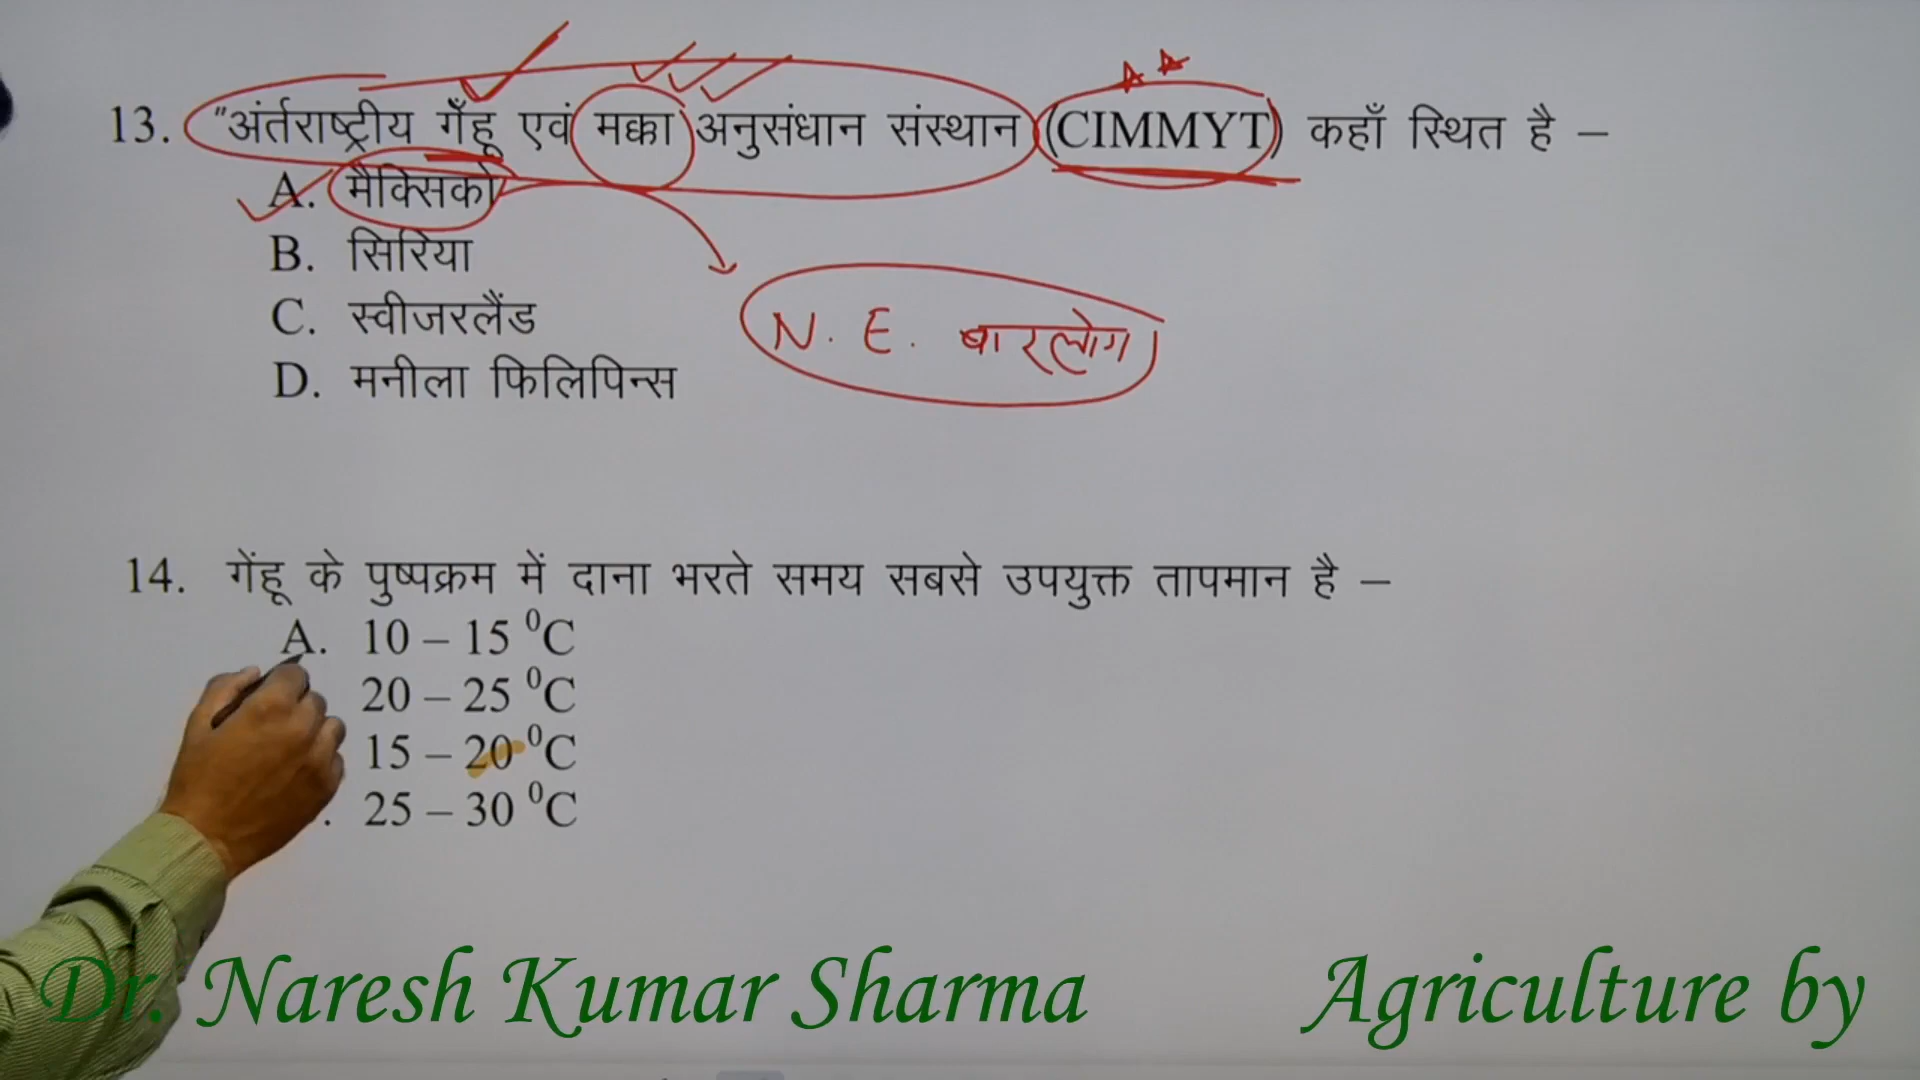 13. "अंर्तराष्ट्रीय गेँहू एवं मक्का अनुसंधान संस्थान (CIMMYT) कहाँ स्थित है –
A. मैक्सिको
B. सिरिया
C. स्वीजरलैंड
D. मनीला फिलिपिन्स
N. E. बारलोग
14. गेंहू के पुष्पक्रम में दाना भरते समय सबसे उपयुक्त तापमान है –
A. 10 – 15 ⁰C
20 – 25 ⁰C
15 – 20 ⁰C
. 25 – 30 ⁰C
Dr. Naresh Kumar Sharma Agriculture by